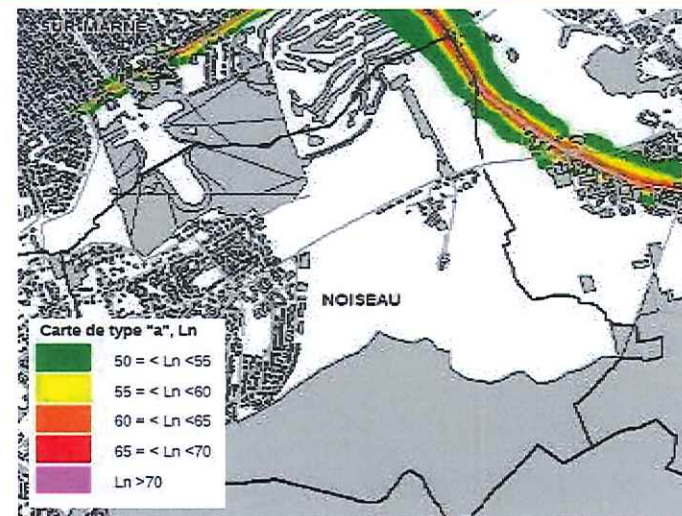 SUR-MARNE
NOISEAU
Carte de type "a", Ln
50 = < Ln <55
55 = < Ln <60
60 = < Ln <65
65 = < Ln <70
Ln >70